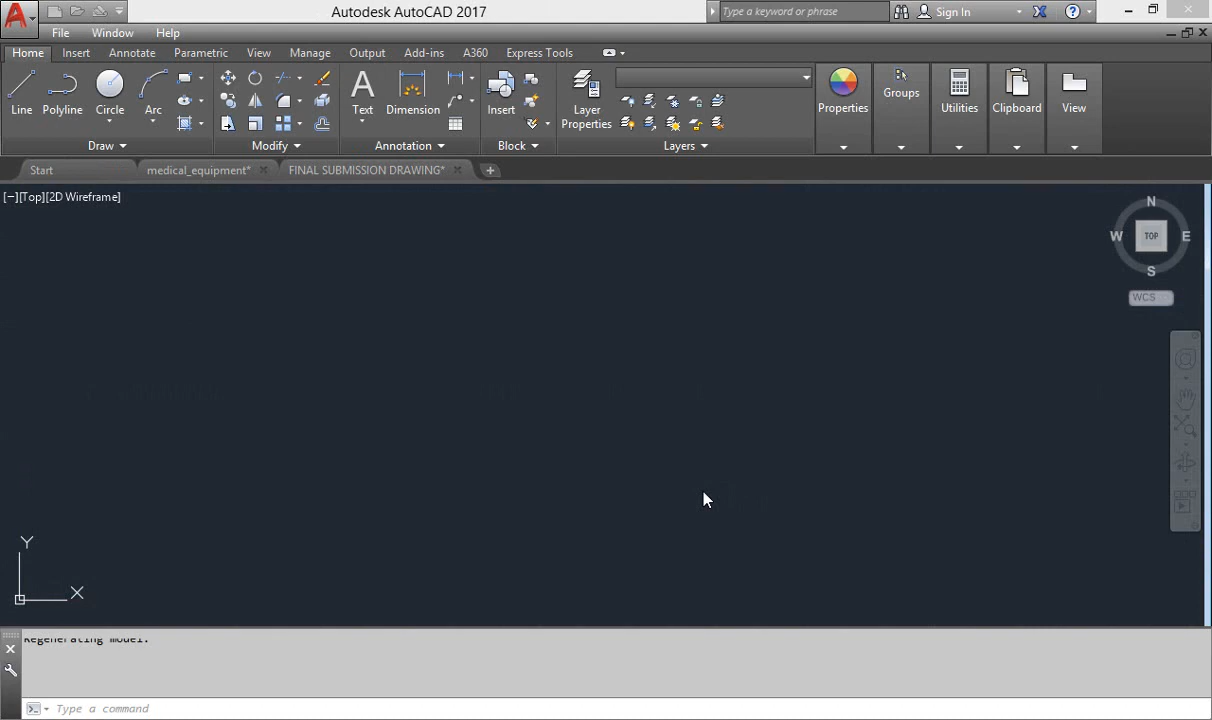 Autodesk AutoCAD 2017
Type a keyword or phrase
Sign In
File Window Help
Home Insert Annotate Parametric View Manage Output Add-ins A360 Express Tools
Line Polyline Circle Arc Text Dimension Insert Layer Properties Properties Groups Utilities Clipboard View
Draw Modify Annotation Block Layers
Start medical_equipment* FINAL SUBMISSION DRAWING*
[−][Top][2D Wireframe]
N
W TOP E
S
WCS
Y
X
Regenerating model.
Type a command